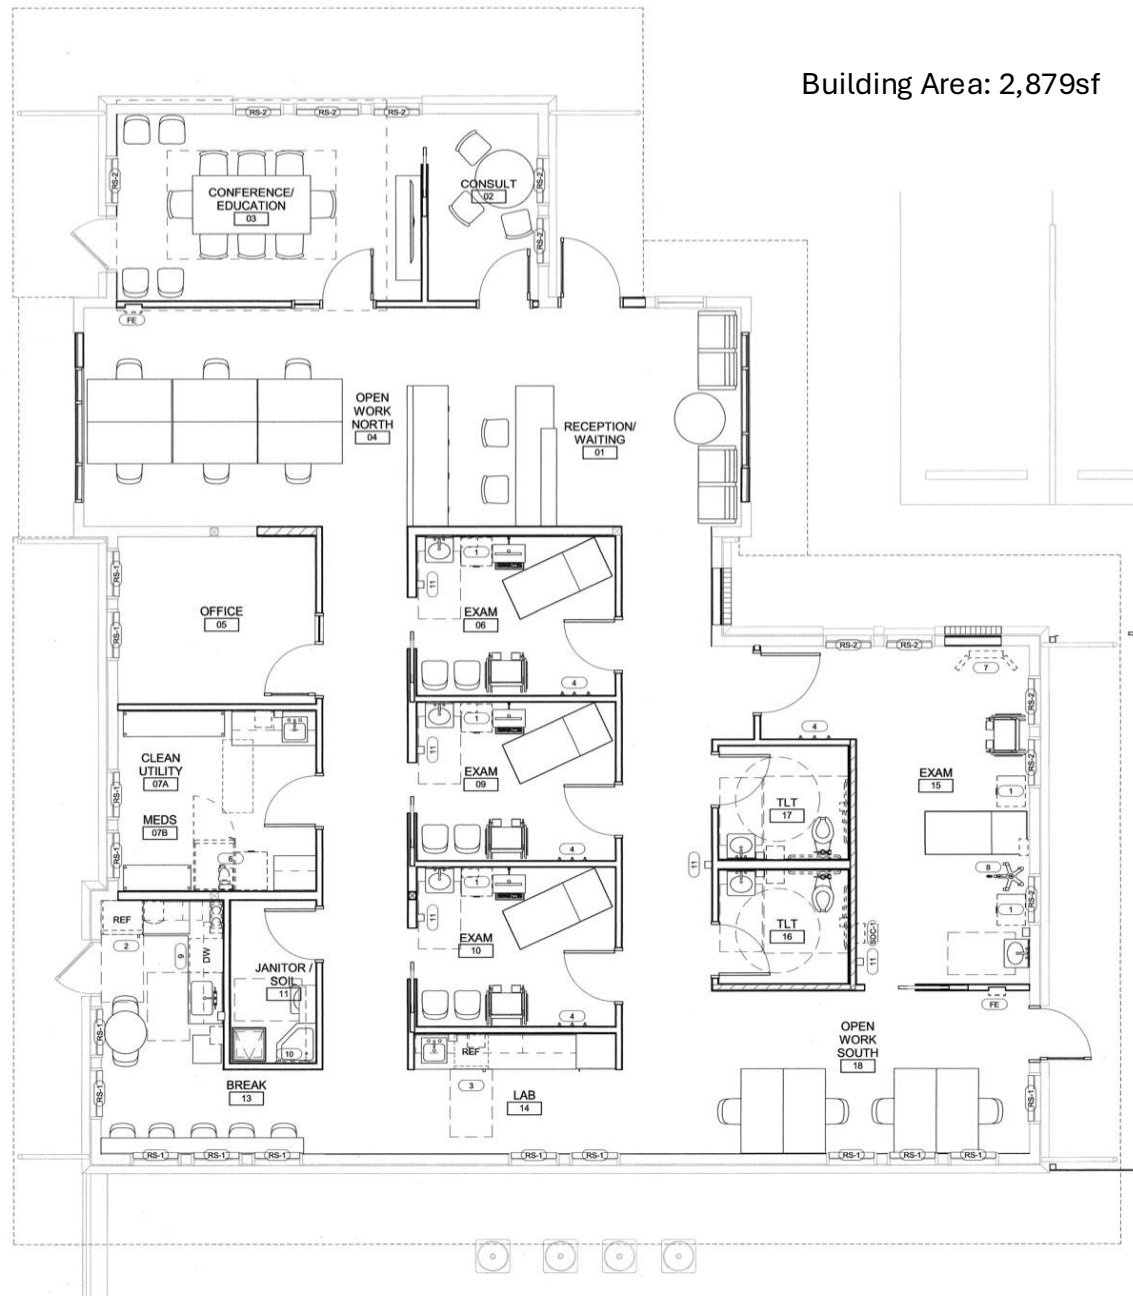 Building Area: 2,879sf
RS-2
RS-2
RS-2
RS-2
CONFERENCE/
EDUCATION
03
CONSULT
02
RS-2
RS-2
FE
OPEN
WORK
NORTH
04
RECEPTION/
WAITING
01
RS-1
RS-1
OFFICE
05
1
11
EXAM
06
4
RS-2
RS-2
7
RS-2
RS-2
CLEAN
UTILITY
07A
MEDS
07B
RS-1
RS-1
6
1
11
EXAM
09
4
4
TLT
17
EXAM
15
1
8
1
RS-2
REF
2
9
DW
JANITOR /
SOIL
11
10
1
11
EXAM
10
4
11
TLT
16
SDC-1
11
FE
RS-1
RS-1
BREAK
13
REF
3
LAB
14
OPEN
WORK
SOUTH
18
RS-1
RS-1
RS-1
RS-1
RS-1
RS-1
RS-1
RS-1
RS-1